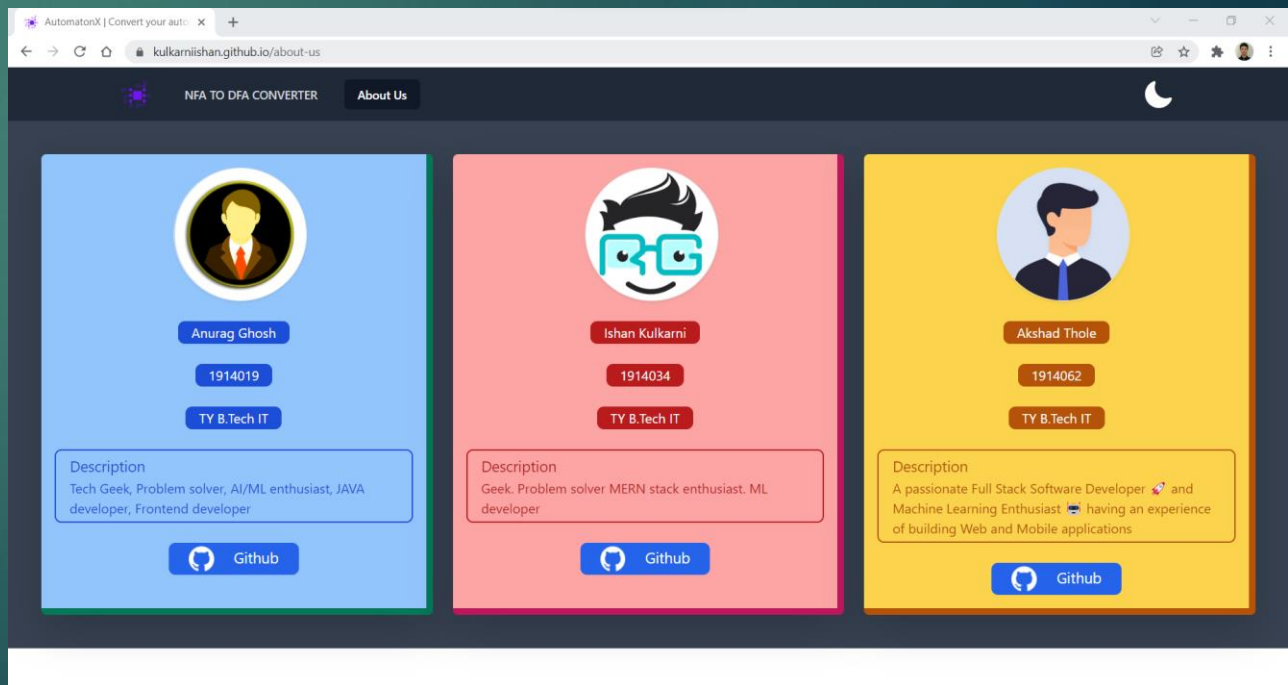 AutomatonX | Convert your auto
kulkarniishan.github.io/about-us
NFA TO DFA CONVERTER
About Us
Anurag Ghosh
1914019
TY B.Tech IT
Description
Tech Geek, Problem solver, AI/ML enthusiast, JAVA
developer, Frontend developer
Github
RG
Ishan Kulkarni
1914034
TY B.Tech IT
Description
Geek. Problem solver MERN stack enthusiast. ML
developer
Github
Akshad Thole
1914062
TY B.Tech IT
Description
A passionate Full Stack Software Developer 🚀 and
Machine Learning Enthusiast 🤖 having an experience
of building Web and Mobile applications
Github